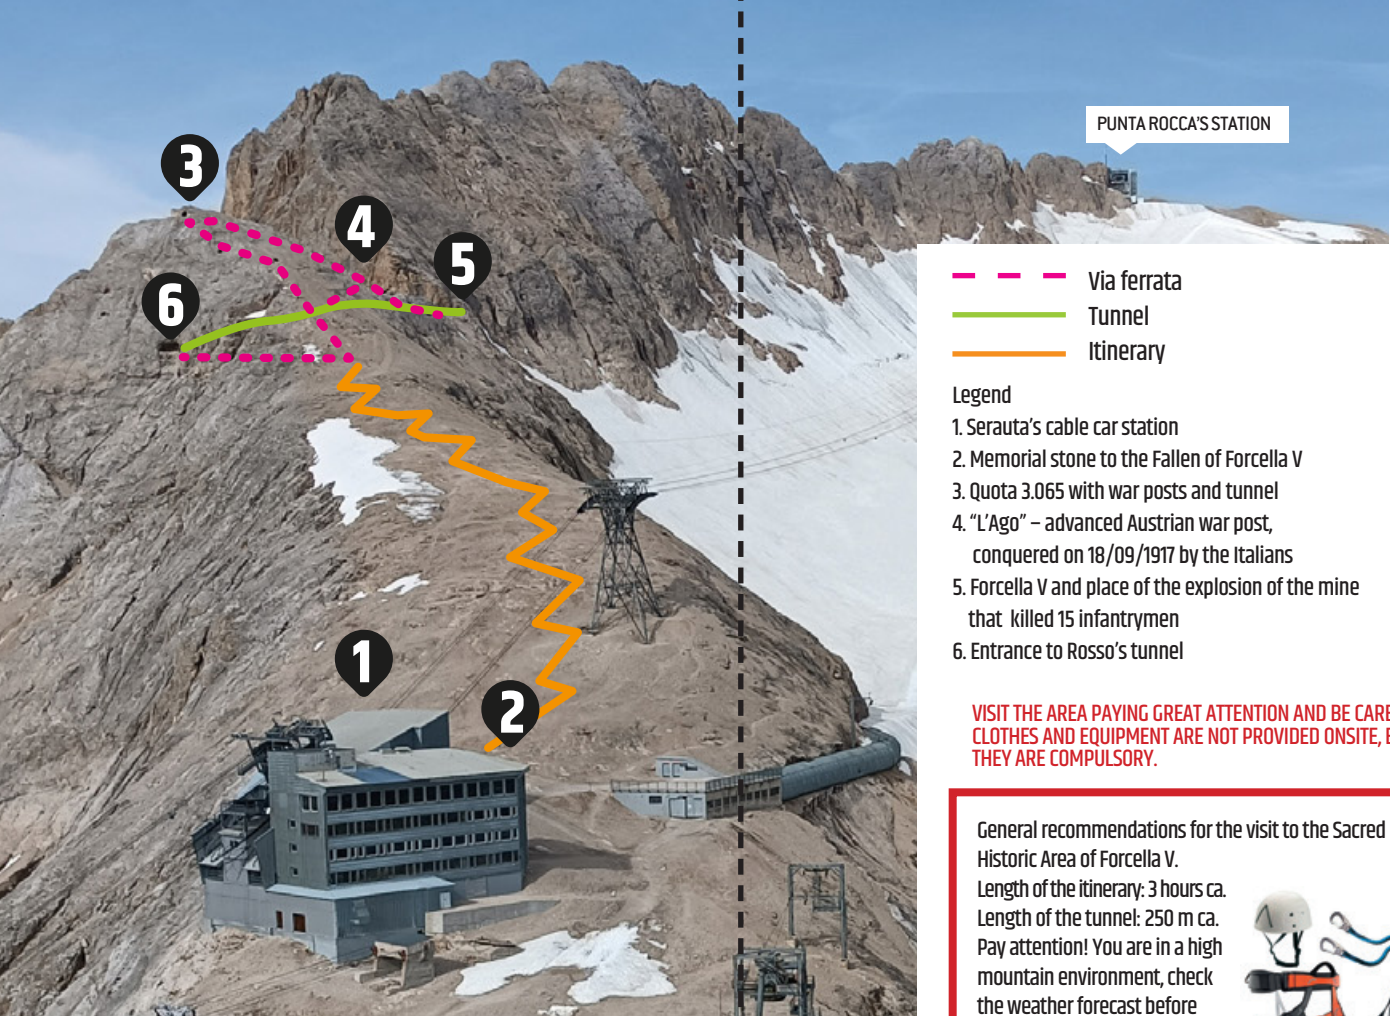 3
4
5
6
1
2
PUNTA ROCCA'S STATION
Via ferrata
Tunnel
Itinerary
Legend
1. Serauta's cable car station
2. Memorial stone to the Fallen of Forcella V
3. Quota 3.065 with war posts and tunnel
4. “L'Ago” – advanced Austrian war post,
conquered on 18/09/1917 by the Italians
5. Forcella V and place of the explosion of the mine
that killed 15 infantrymen
6. Entrance to Rosso's tunnel
VISIT THE AREA PAYING GREAT ATTENTION AND BE
CLOTHES AND EQUIPMENT ARE NOT PROVIDED ONSITE,
THEY ARE COMPULSORY.
General recommendations for the visit to the Sacred
Historic Area of Forcella V.
Length of the itinerary: 3 hours ca.
Length of the tunnel: 250 m ca.
Pay attention! You are in a high
mountain environment, check
the weather forecast before